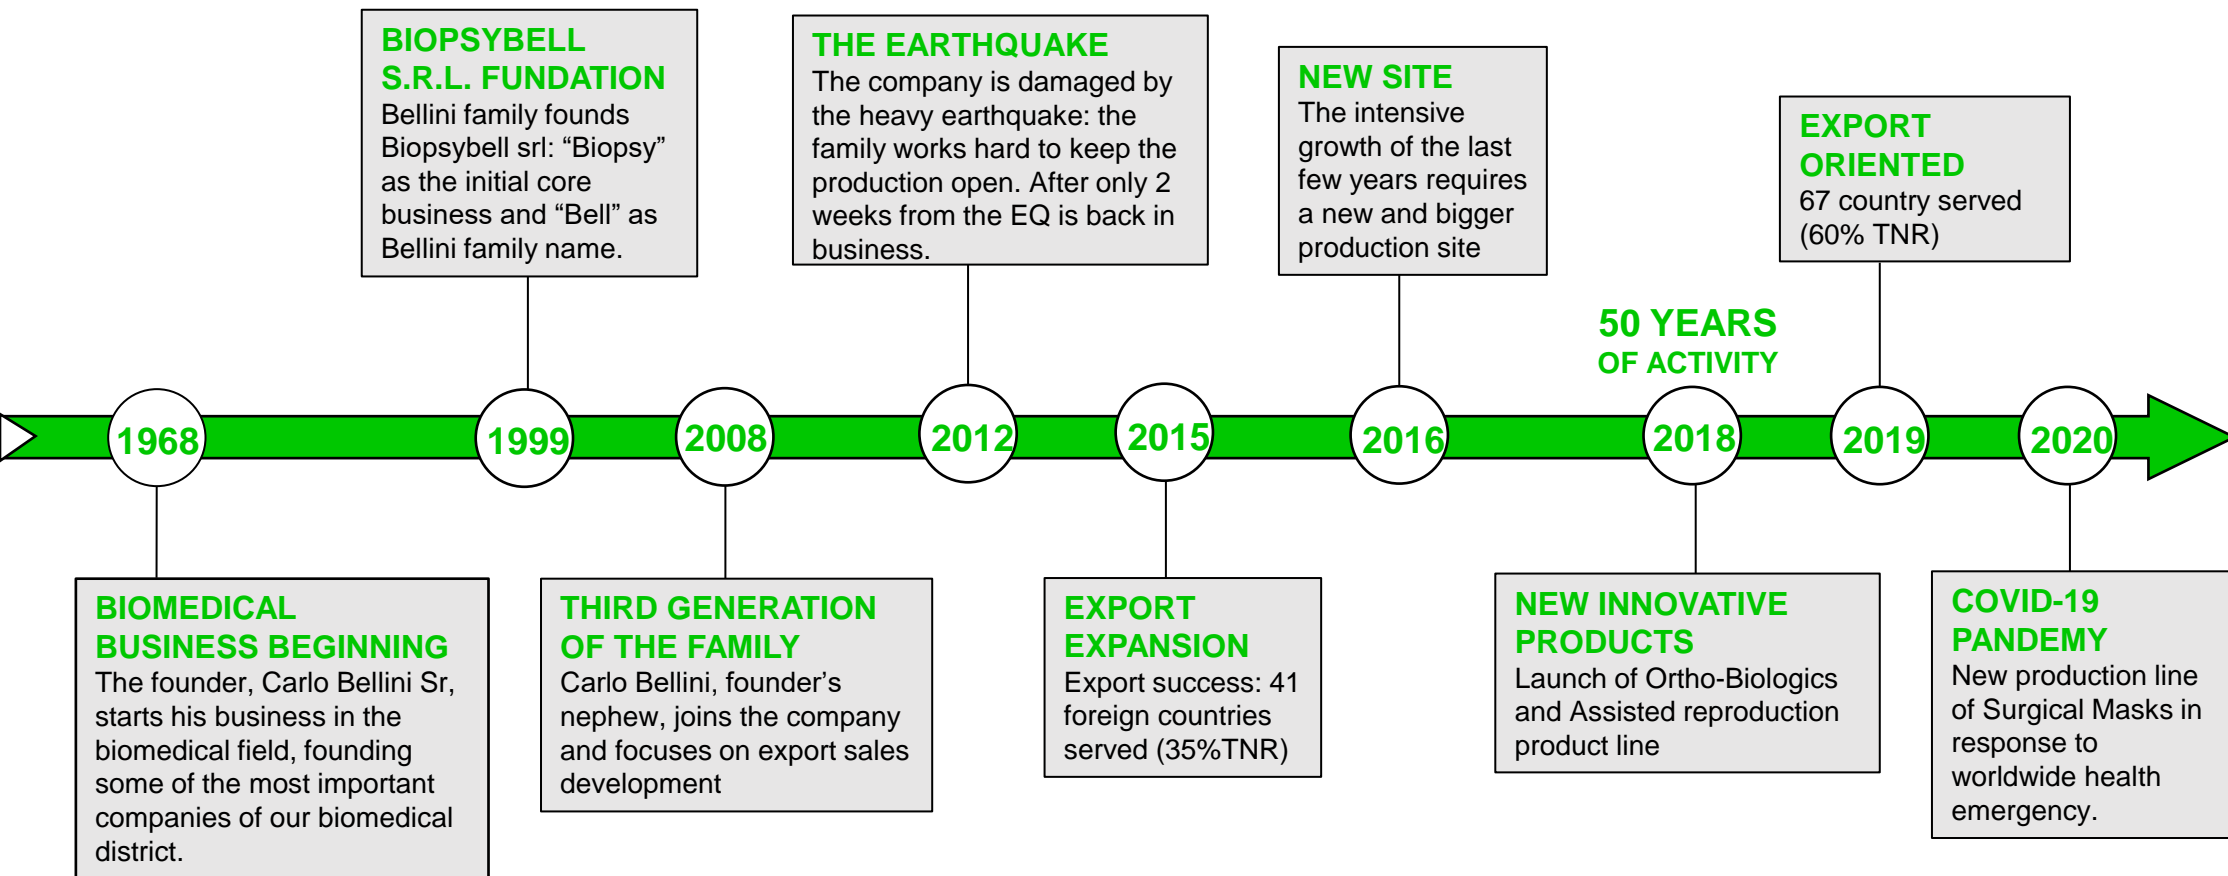 BIOPSYBELL
S.R.L. FUNDATION
Bellini family founds
Biopsybell srl: “Biopsy”
as the initial core
business and “Bell” as
Bellini family name.
THE EARTHQUAKE
The company is damaged by
the heavy earthquake: the
family works hard to keep the
production open. After only 2
weeks from the EQ is back in
business.
NEW SITE
The intensive
growth of the last
few years requires
a new and bigger
production site
EXPORT
ORIENTED
67 country served
(60% TNR)
50 YEARS
OF ACTIVITY
1968
1999
2008
2012
2015
2016
2018
2019
2020
BIOMEDICAL
BUSINESS BEGINNING
The founder, Carlo Bellini Sr,
starts his business in the
biomedical field, founding
some of the most important
companies of our biomedical
district.
THIRD GENERATION
OF THE FAMILY
Carlo Bellini, founder’s
nephew, joins the company
and focuses on export sales
development
EXPORT
EXPANSION
Export success: 41
foreign countries
served (35%TNR)
NEW INNOVATIVE
PRODUCTS
Launch of Ortho-Biologics
and Assisted reproduction
product line
COVID-19
PANDEMY
New production line
of Surgical Masks in
response to
worldwide health
emergency.